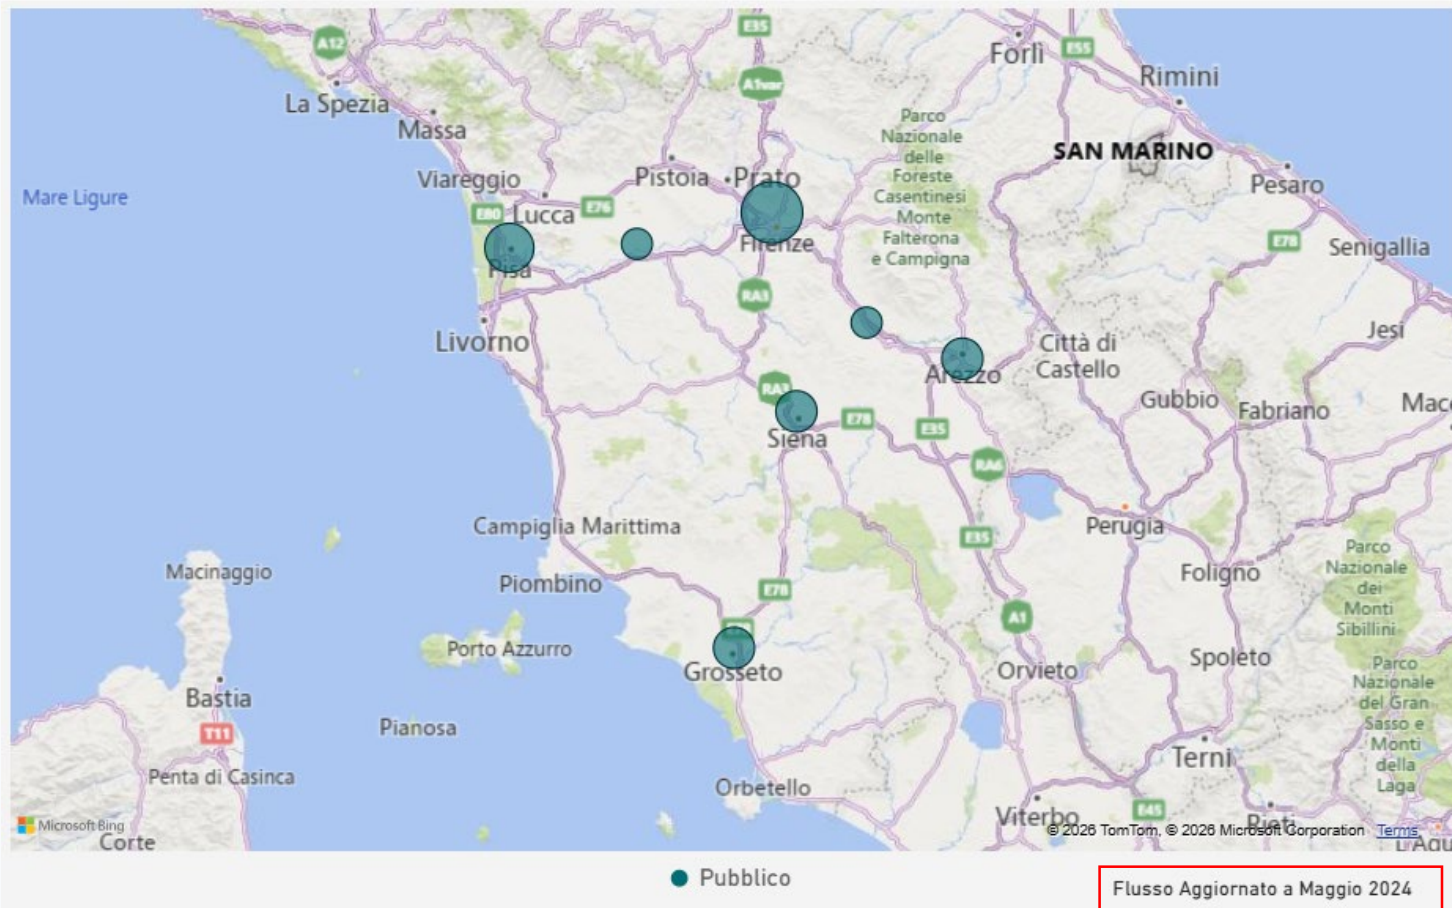 E35
A12
Forlì
E55
Rimini
A1var
La Spezia
Massa
Parco
Nazionale
delle
Foreste
Casentinesi
Monte
Falterona
e Campigna
SAN MARINO
Viareggio
Pistoia
Prato
Pesaro
Mare Ligure
E80
Lucca
E76
Firenze
E78
Senigallia
Pisa
RA3
Livorno
Jesi
Città di
Castello
Arezzo
RA3
Gubbio
Fabriano
Mac
Siena
E78
E35
RA6
Campiglia Marittima
Perugia
E35
Parco
Nazionale
dei
Monti
Sibillini
Macinaggio
Piombino
Foligno
E78
A1
Porto Azzurro
Grosseto
Orvieto
Spoleto
Parco
Nazionale
del Gran
Sasso e
Monti
della
Laga
Bastia
T11
Pianosa
Terni
Penta di Casinca
Orbetello
Viterbo
E45
Rieti
Microsoft Bing
© 2026 TomTom, © 2026 Microsoft Corporation Terms
Corte
L'Aqu
Pubblico
Flusso Aggiornato a Maggio 2024